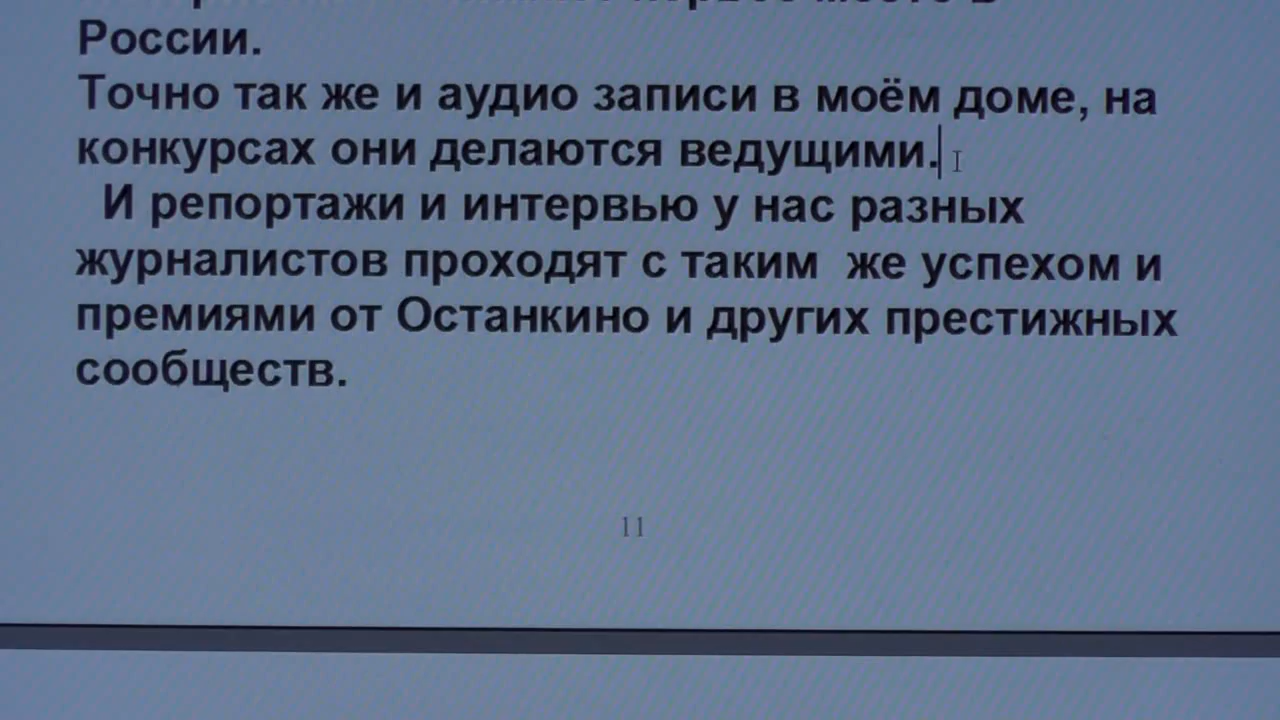 России.
Точно так же и аудио записи в моём доме, на
конкурсах они делаются ведущими.
И репортажи и интервью у нас разных
журналистов проходят с таким  же успехом и
премиями от Останкино и других престижных
сообществ.
11